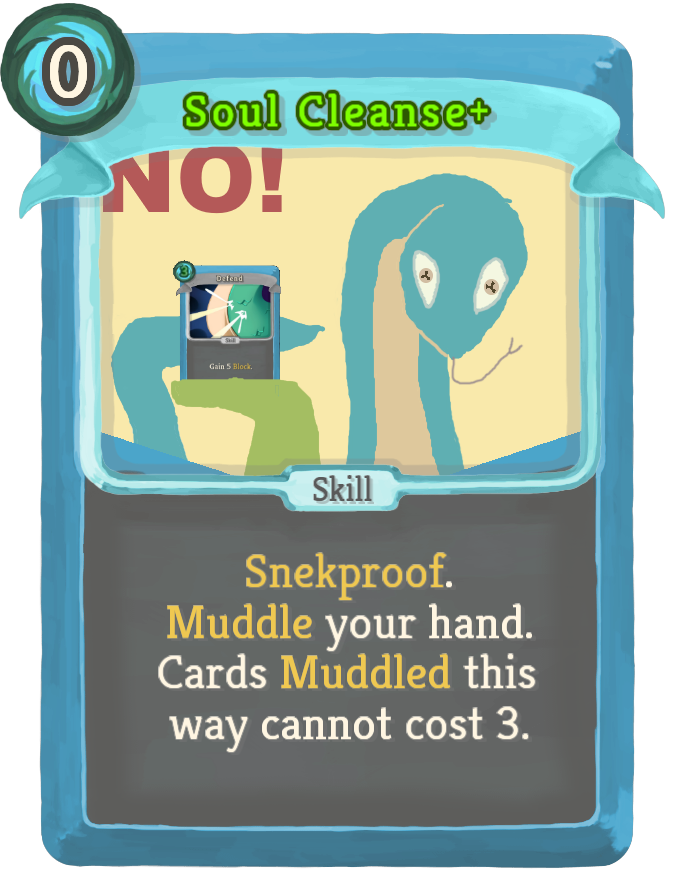 0
Soul Cleanse+
NO!
3
Defend
Skill
Gain 5 Block.
Skill
Snekproof.
Muddle your hand.
Cards Muddled this
way cannot cost 3.